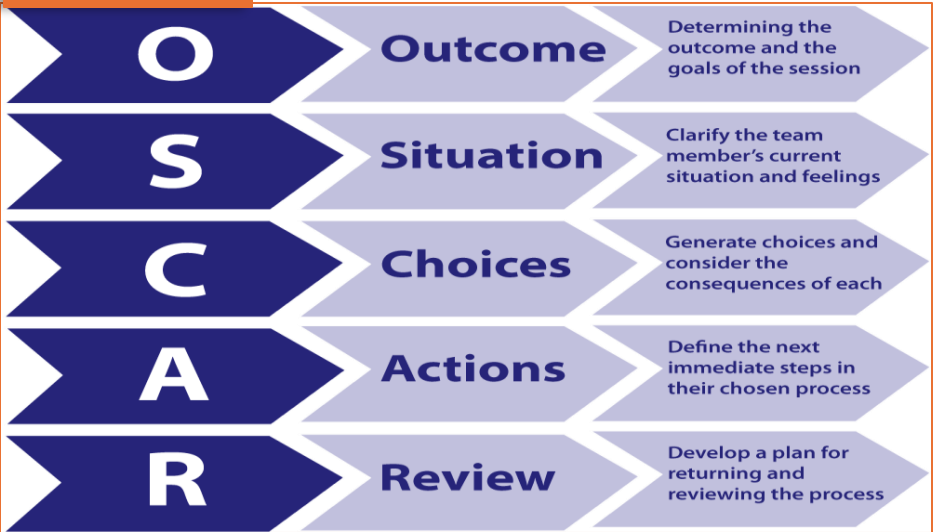 O
Outcome
Determining the
outcome and the
goals of the session
S
Situation
Clarify the team
member’s current
situation and feelings
C
Choices
Generate choices and
consider the
consequences of each
A
Actions
Define the next
immediate steps in
their chosen process
R
Review
Develop a plan for
returning and
reviewing the process